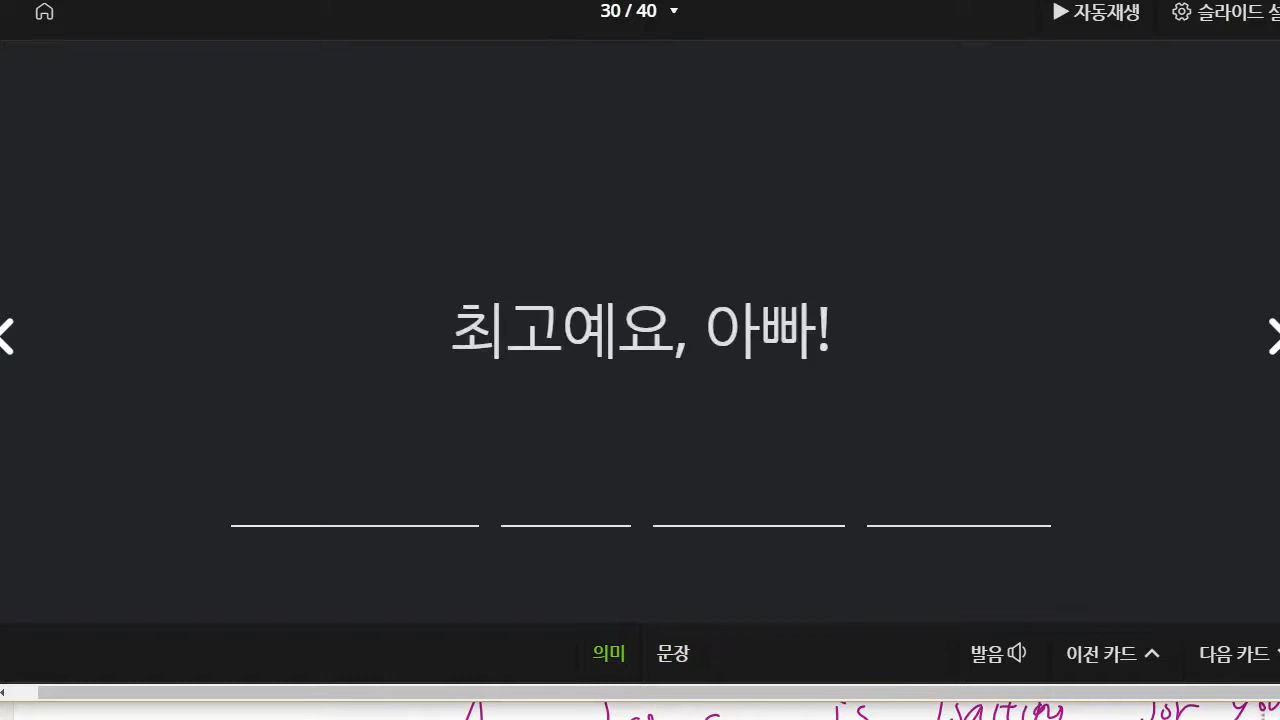 30 / 40
자동재생
슬라이드
최고예요, 아빠!
의미
문장
발음
이전 카드
다음 카드
is waiting for you